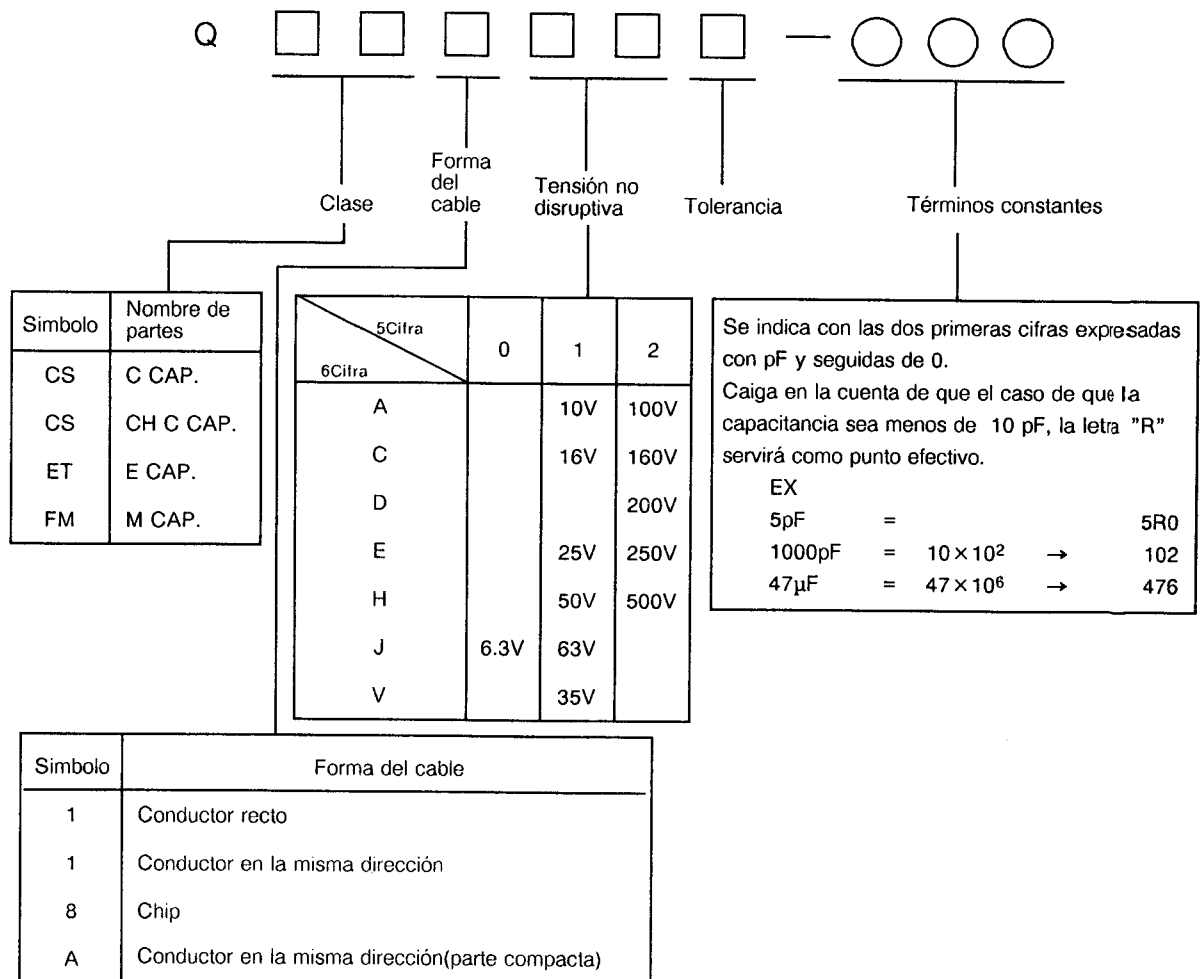 Q □ □ □ □ □ □ — ○ ○ ○
Clase
Forma
del
cable
Tensión no
disruptiva
Tolerancia
Términos constantes
Simbolo Nombre de
partes
CS C CAP.
CS CH C CAP.
ET E CAP.
FM M CAP.
5Cifra
6Cifra
0 1 2
A 10V 100V
C 16V 160V
D 200V
E 25V 250V
H 50V 500V
J 6.3V 63V
V 35V
Se indica con las dos primeras cifras expresadas
con pF y seguidas de 0.
Caiga en la cuenta de que el caso de que la
capacitancia sea menos de 10 pF, la letra "R"
servirá como punto efectivo.
EX
5pF = 5R0
1000pF = 10×10² → 102
47µF = 47×10⁶ → 476
Simbolo Forma del cable
1 Conductor recto
1 Conductor en la misma dirección
8 Chip
A Conductor en la misma dirección(parte compacta)